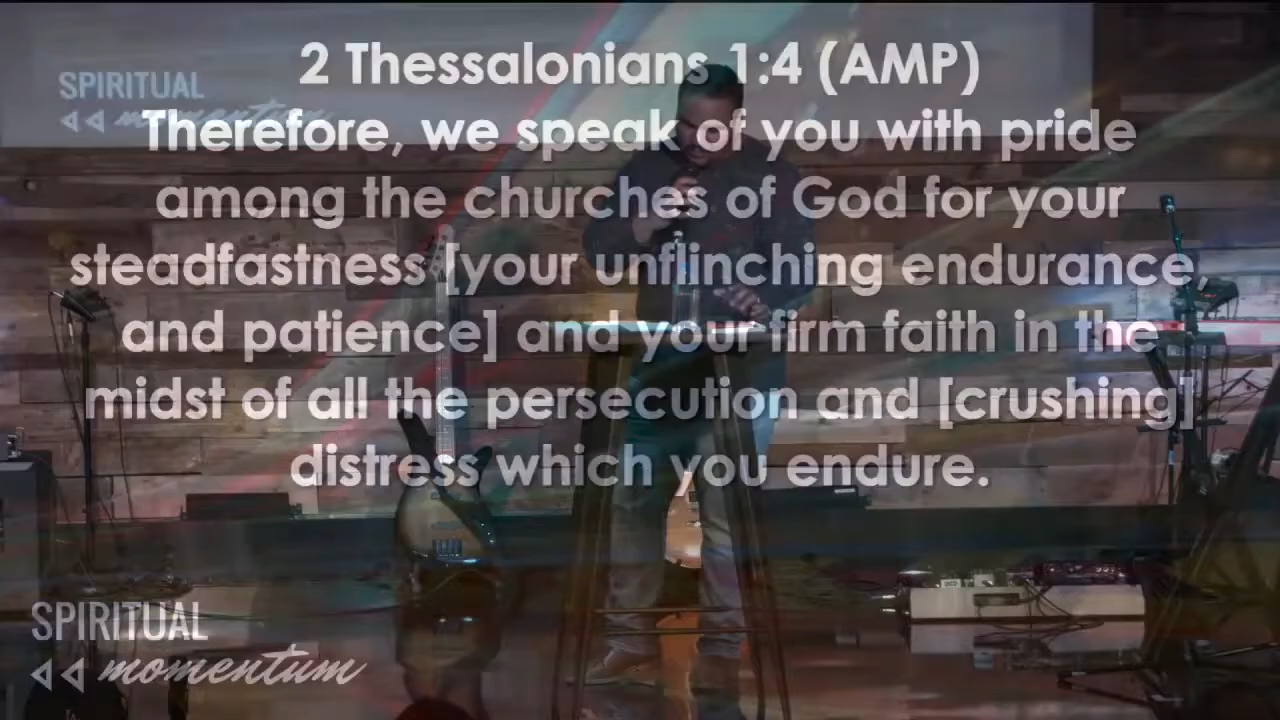 2 Thessalonians 1:4 (AMP)
SPIRITUAL
momentum
Therefore, we speak of you with pride
among the churches of God for your
steadfastness [your unflinching endurance,
and patience] and your firm faith in the
midst of all the persecution and [crushing]
distress which you endure.
SPIRITUAL
momentum